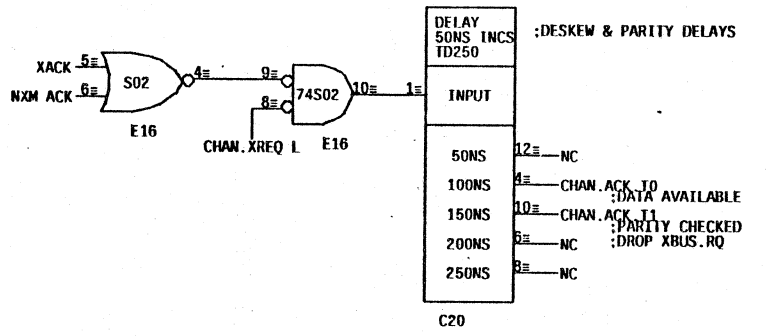 DELAY
50NS INCS
TD250
;DESKEW & PARITY DELAYS
XACK 5≡
NXM ACK 6≡
S02
4≡
E16
9≡
8≡
74S02
10≡
CHAN.XREQ L
E16
1≡
INPUT
50NS 12≡ NC
100NS 4≡ CHAN.ACK T0
;DATA AVAILABLE
150NS 10≡ CHAN.ACK T1
;PARITY CHECKED
200NS 6≡ NC ;DROP XBUS.RQ
250NS 8≡ NC
C20